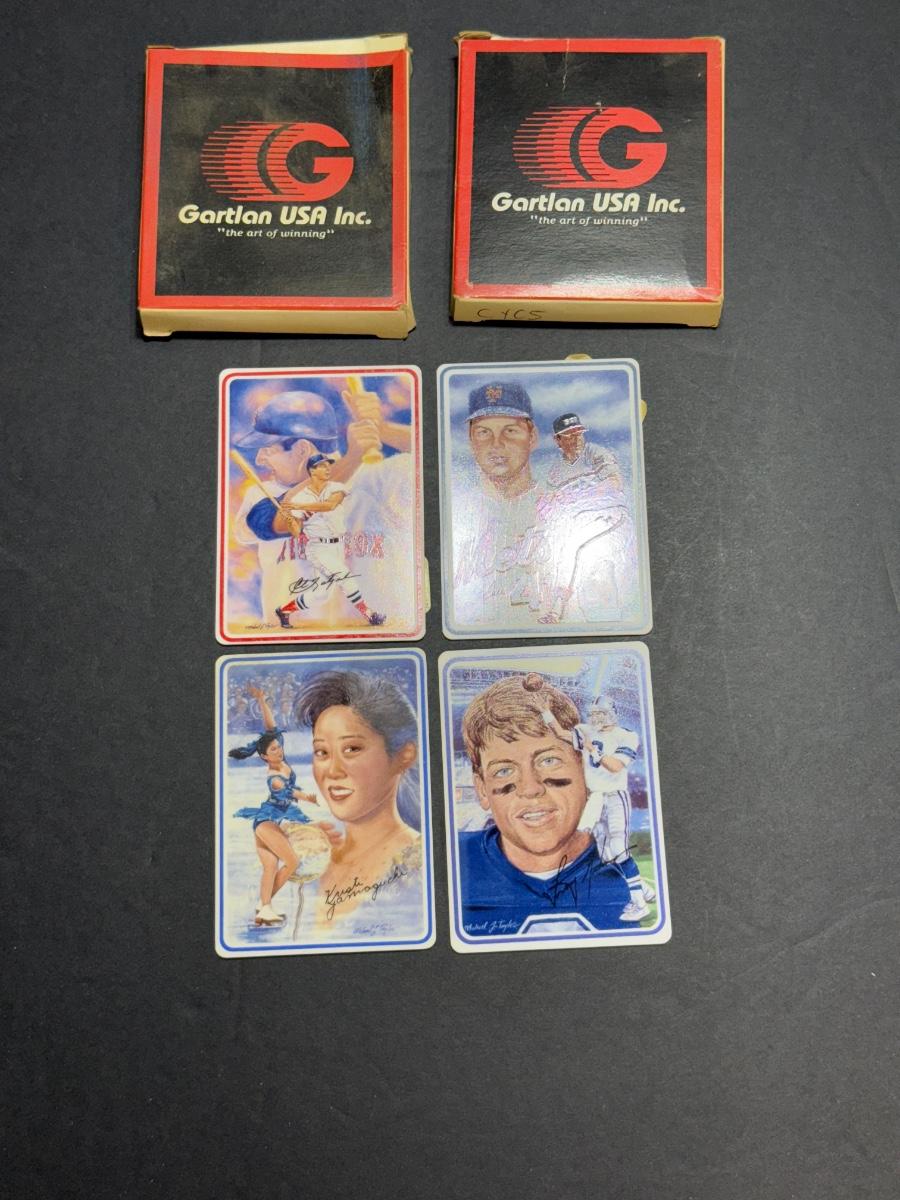 G
Gartlan USA Inc.
"the art of winning"
G
Gartlan USA Inc.
"the art of winning"
RED SOX
Mets
Kristi
Yamaguchi
Michael J. Taylor